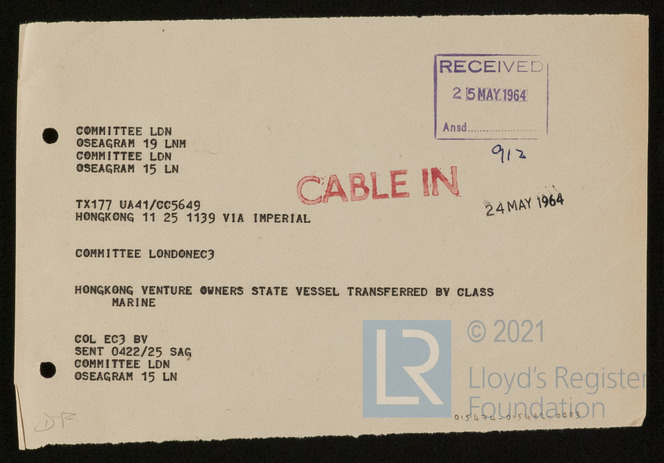 RECEIVED
25 MAY 1964
Ansd....................
912
COMMITTEE LDN
OSEAGRAM 19 LNM
COMMITTEE LDN
OSEAGRAM 15 LN
CABLE IN
24 MAY 1964
TX177 UA41/CC5649
HONGKONG 11 25 1139 VIA IMPERIAL
COMMITTEE LONDONEC3
HONGKONG VENTURE OWNERS STATE VESSEL TRANSFERRED BV CLASS
MARINE
COL EC3 BV
SENT 0422/25 SAG
COMMITTEE LDN
OSEAGRAM 15 LN
LR
© 2021
Lloyd's Register
Foundation